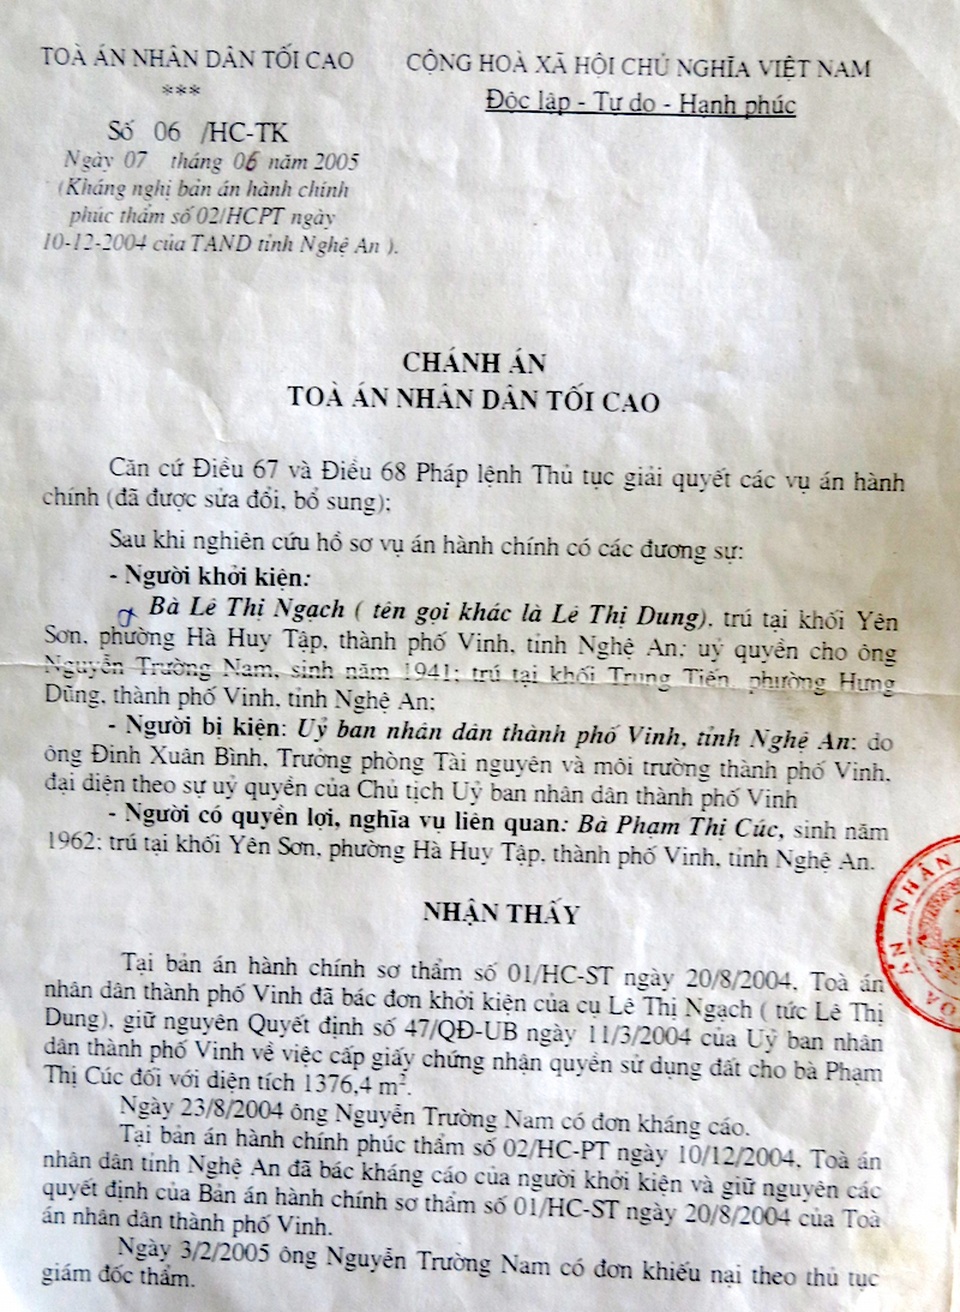 TOÀ ÁN NHÂN DÂN TỐI CAO
***
Số 06 /HC-TK
Ngày 07 tháng 06 năm 2005
(Kháng nghị bản án hành chính
phúc thẩm số 02/HCPT ngày
10-12-2004 của TAND tỉnh Nghệ An ).
CỘNG HOÀ XÃ HỘI CHỦ NGHĨA VIỆT NAM
Độc lập - Tự do - Hạnh phúc
CHÁNH ÁN
TOÀ ÁN NHÂN DÂN TỐI CAO
Căn cứ Điều 67 và Điều 68 Pháp lệnh Thủ tục giải quyết các vụ án hành
chính (đã được sửa đổi, bổ sung);
Sau khi nghiên cứu hồ sơ vụ án hành chính có các đương sự:
- Người khởi kiện:
Bà Lê Thị Ngạch ( tên gọi khác là Lê Thị Dung), trú tại khối Yên
Sơn, phường Hà Huy Tập, thành phố Vinh, tỉnh Nghệ An; uỷ quyền cho ông
Nguyễn Trường Nam, sinh năm 1941; trú tại khối Trung Tiến, phường Hưng
Dũng, thành phố Vinh, tỉnh Nghệ An;
- Người bị kiện: Uỷ ban nhân dân thành phố Vinh, tỉnh Nghệ An; do
ông Đinh Xuân Bình, Trưởng phòng Tài nguyên và môi trường thành phố Vinh,
đại diện theo sự uỷ quyền của Chủ tịch Uỷ ban nhân dân thành phố Vinh
- Người có quyền lợi, nghĩa vụ liên quan: Bà Phạm Thị Cúc, sinh năm
1962; trú tại khối Yên Sơn, phường Hà Huy Tập, thành phố Vinh, tỉnh Nghệ An.
NHẬN THẤY
Tại bản án hành chính sơ thẩm số 01/HC-ST ngày 20/8/2004, Toà án
nhân dân thành phố Vinh đã bác đơn khởi kiện của cụ Lê Thị Ngạch ( tức Lê Thị
Dung), giữ nguyên Quyết định số 47/QĐ-UB ngày 11/3/2004 của Uỷ ban nhân
dân thành phố Vinh về việc cấp giấy chứng nhận quyền sử dụng đất cho bà Phạm
Thị Cúc đối với diện tích 1376,4 m².
Ngày 23/8/2004 ông Nguyễn Trường Nam có đơn kháng cáo.
Tại bản án hành chính phúc thẩm số 02/HC-PT ngày 10/12/2004, Toà án
nhân dân tỉnh Nghệ An đã bác kháng cáo của người khởi kiện và giữ nguyên các
quyết định của Bản án hành chính sơ thẩm số 01/HC-ST ngày 20/8/2004 của Toà
án nhân dân thành phố Vinh.
Ngày 3/2/2005 ông Nguyễn Trường Nam có đơn khiếu nại theo thủ tục
giám đốc thẩm.
TOÀ ÁN NHÂN